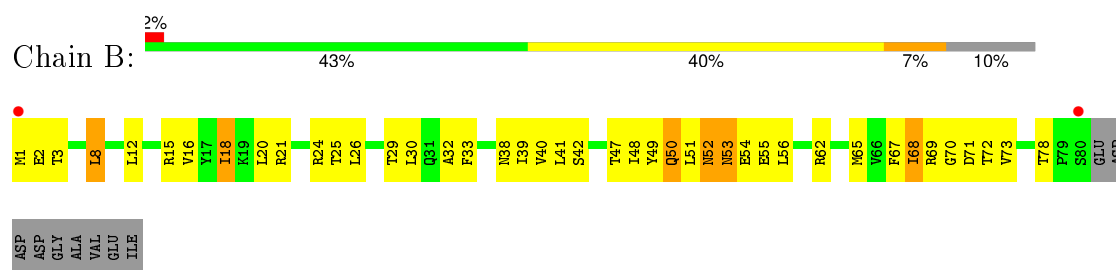 2%
Chain B:
43% 40% 7% 10%
M1 E2 T3 L8 L12 R15 V16 Y17 I18 K19 L20 R21 R24 T25 L26 T29 L30 Q31 A32 F33 N38 I39 V40 L41 S42 T47 I48 Y49 Q50 L51 N52 N53 E54 E55 L56 R62 M65 V66 F67 I68 R69 G70 D71 T72 V73 T78 P79 S80 GLU ASP
ASP ASP GLY ALA VAL GLU ILE